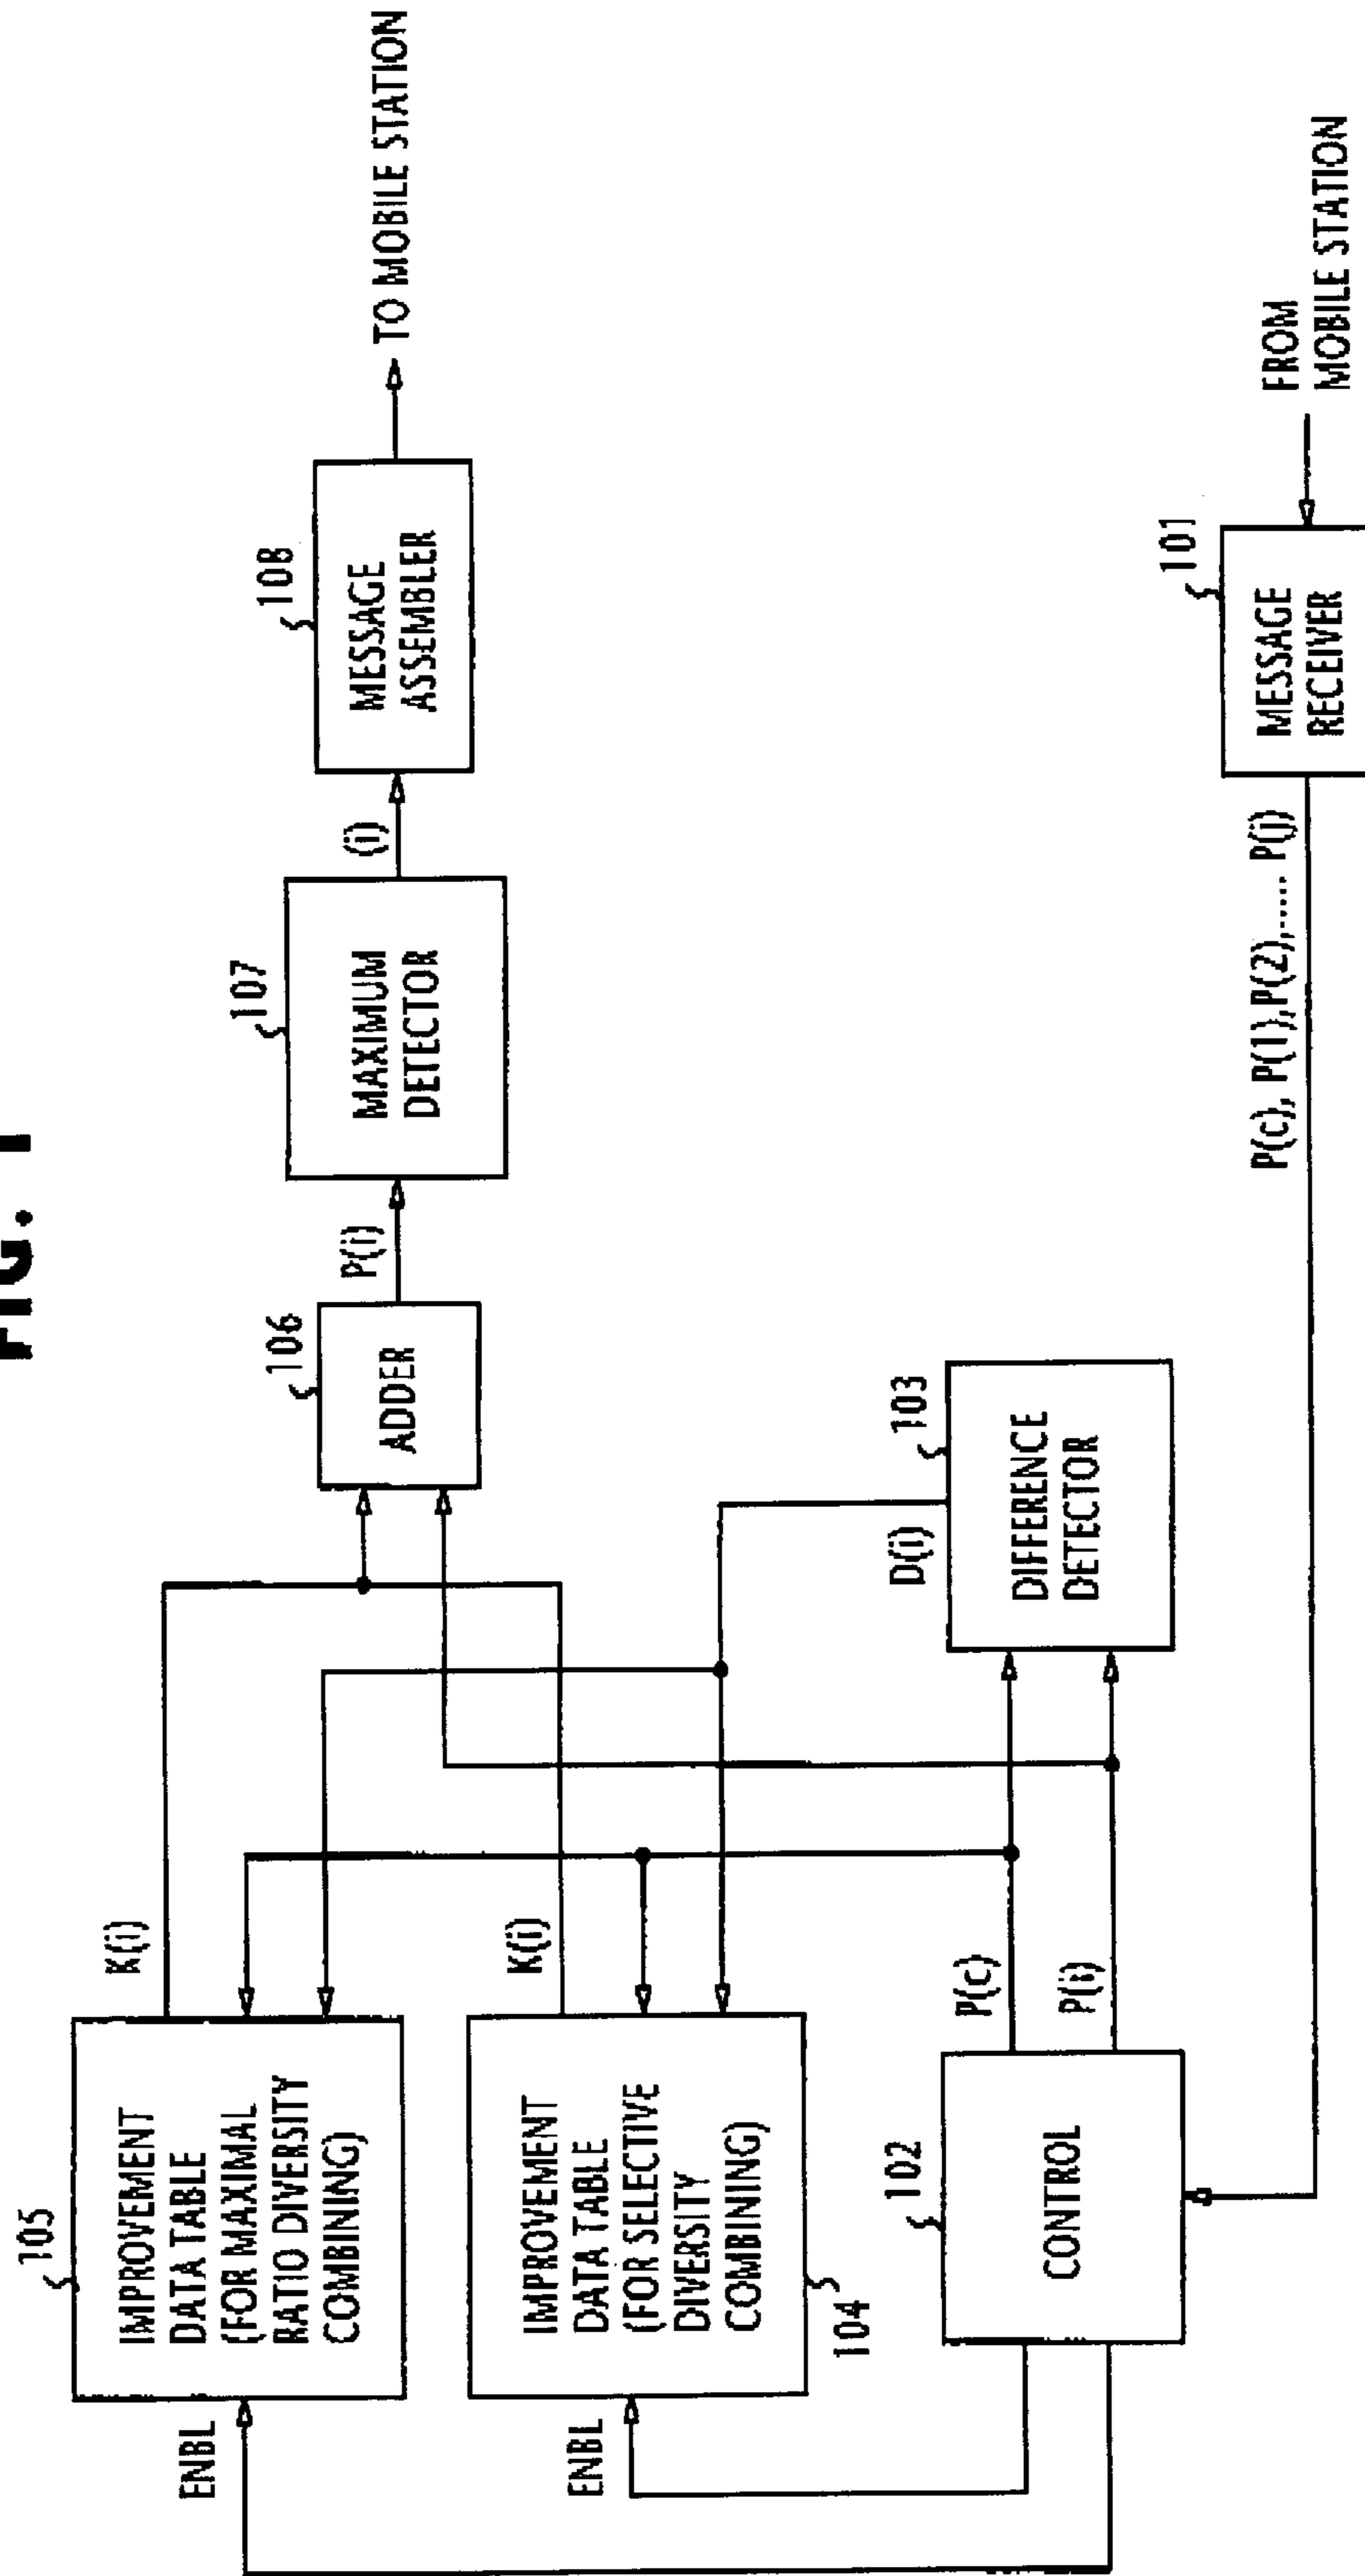 FIG. 1
105
IMPROVEMENT
DATA TABLE
(FOR MAXIMAL
RATIO DIVERSITY
COMBINING)
ENBL
K(i)
IMPROVEMENT
DATA TABLE
(FOR SELECTIVE
DIVERSITY
COMBINING)
104
ENBL
K(i)
102
CONTROL
P(c)
P(i)
D(i)
103
DIFFERENCE
DETECTOR
106
ADDER
P(i)
107
MAXIMUM
DETECTOR
(i)
108
MESSAGE
ASSEMBLER
TO MOBILE STATION
P(c), P(1),P(2),..... P(j)
101
MESSAGE
RECEIVER
FROM
MOBILE STATION